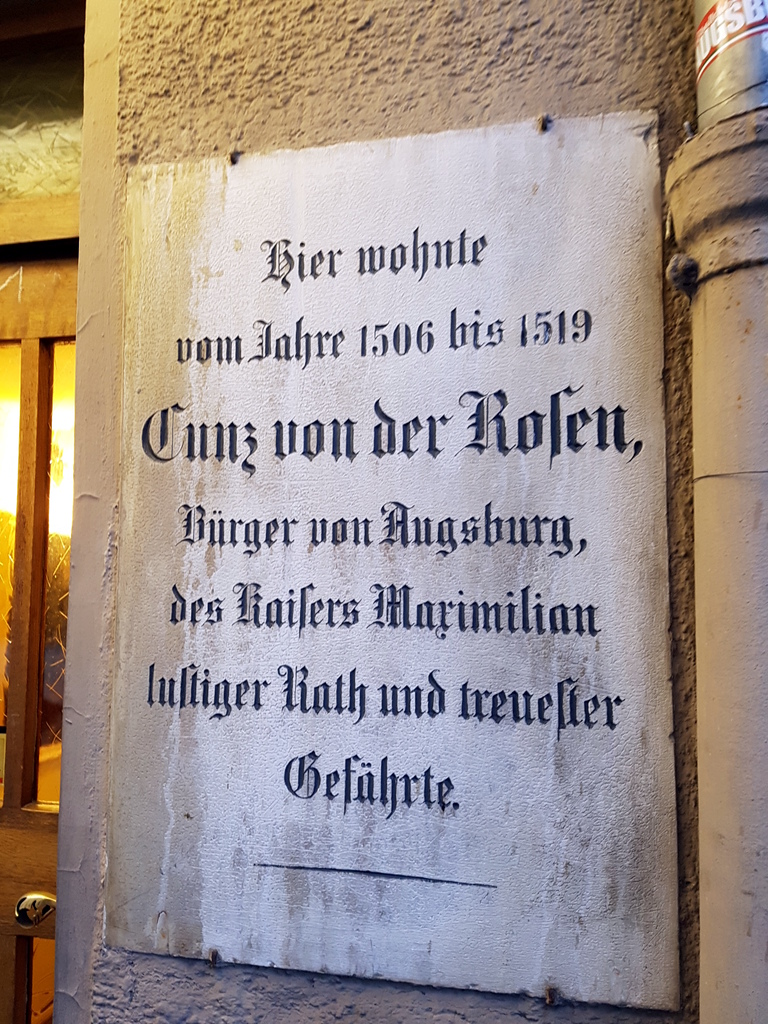 Hier wohnte
vom Jahre 1506 bis 1519
Cunz von der Roſen,
Bürger von Augsburg,
des Kaiſers Maximilian
luſtiger Rath und treueſter
Gefährte.